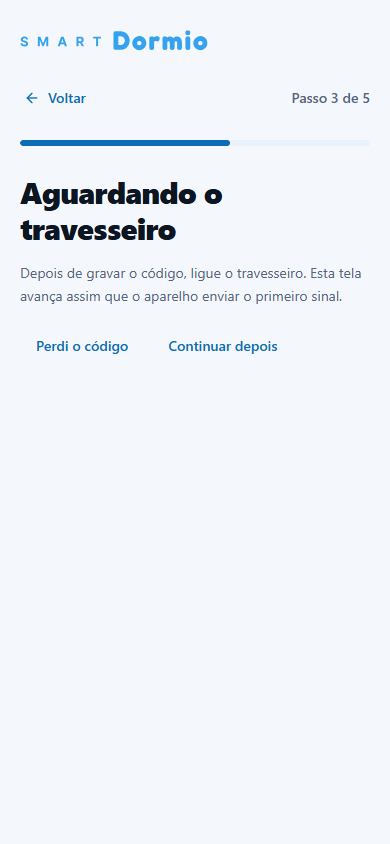 SMART Dormio
Voltar
Passo 3 de 5
Aguardando o
travesseiro
Depois de gravar o código, ligue o travesseiro. Esta tela
avança assim que o aparelho enviar o primeiro sinal.
Perdi o código
Continuar depois